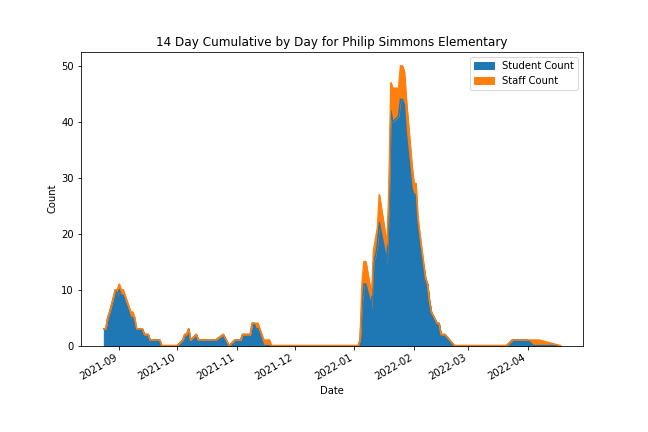 14 Day Cumulative by Day for Philip Simmons Elementary
Student Count
Staff Count
50
40
30
20
10
0
Count
2021-09
2021-10
2021-11
2021-12
2022-01
2022-02
2022-03
2022-04
Date